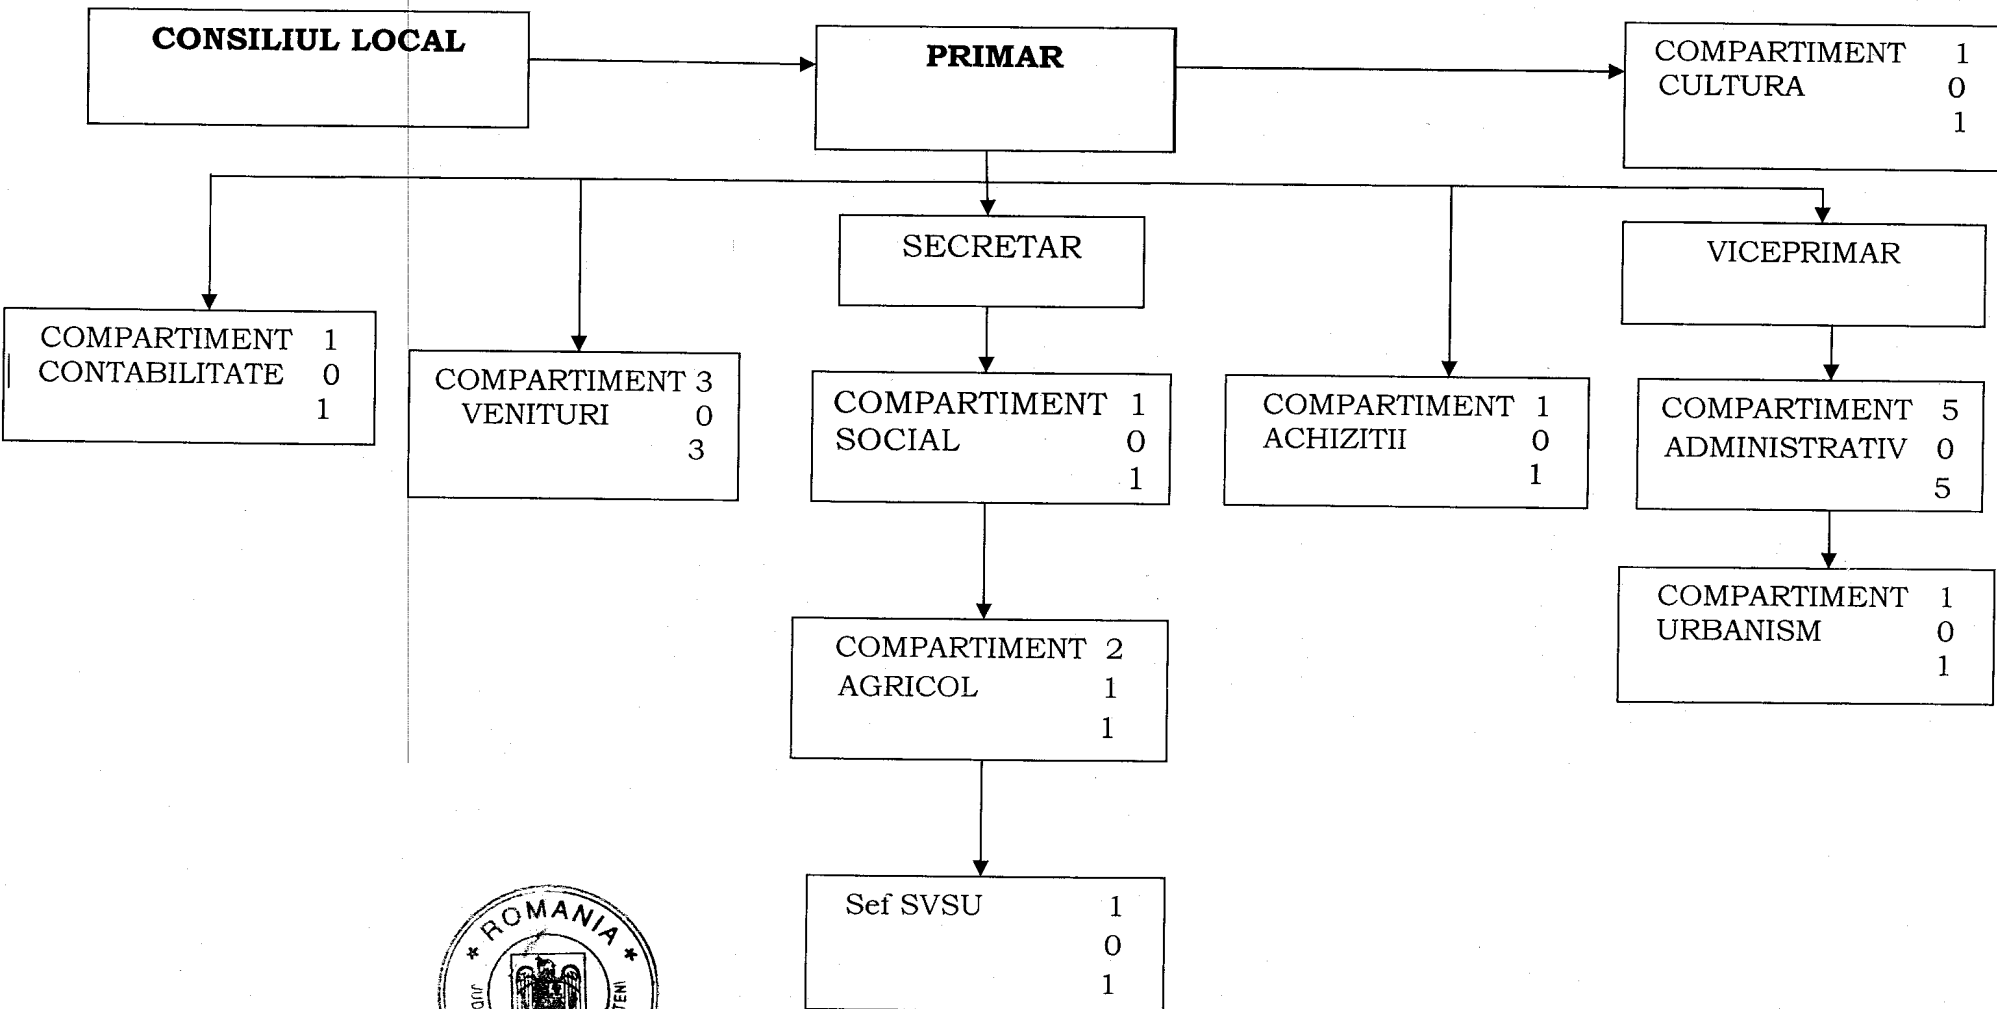 CONSILIUL LOCAL
PRIMAR
COMPARTIMENT 1
CULTURA 0
1
SECRETAR
VICEPRIMAR
COMPARTIMENT 1
CONTABILITATE 0
1
COMPARTIMENT 3
VENITURI 0
3
COMPARTIMENT 1
SOCIAL 0
1
COMPARTIMENT 1
ACHIZITII 0
1
COMPARTIMENT 5
ADMINISTRATIV 0
5
COMPARTIMENT 2
AGRICOL 1
1
COMPARTIMENT 1
URBANISM 0
1
Sef SVSU 1
0
1
* ROMANIA *